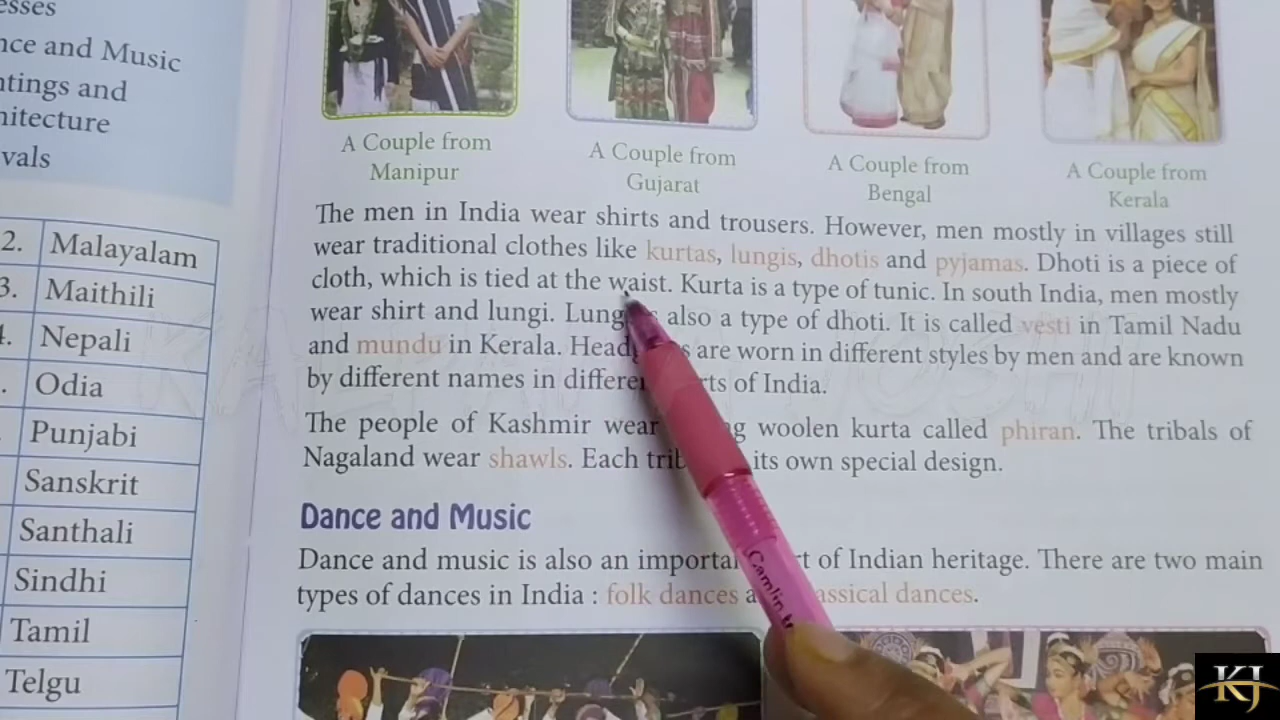 esses
nce and Music
ntings and
hitecture
vals
2. Malayalam
3. Maithili
4. Nepali
Odia
Punjabi
Sanskrit
Santhali
Sindhi
Tamil
Telgu
A Couple from
Manipur
A Couple from
Gujarat
A Couple from
Bengal
A Couple from
Kerala
The men in India wear shirts and trousers. However, men mostly in villages still
wear traditional clothes like kurtas, lungis, dhotis and pyjamas. Dhoti is a piece of
cloth, which is tied at the waist. Kurta is a type of tunic. In south India, men mostly
wear shirt and lungi. Lung s also a type of dhoti. It is called vesti in Tamil Nadu
and mundu in Kerala. Head s are worn in different styles by men and are known
by different names in differe rts of India.
The people of Kashmir wear g woolen kurta called phiran. The tribals of
Nagaland wear shawls. Each trib its own special design.
Dance and Music
Dance and music is also an importa t of Indian heritage. There are two main
types of dances in India : folk dances a assical dances.
Camlin tr
KALPANA JOSHI
KJ